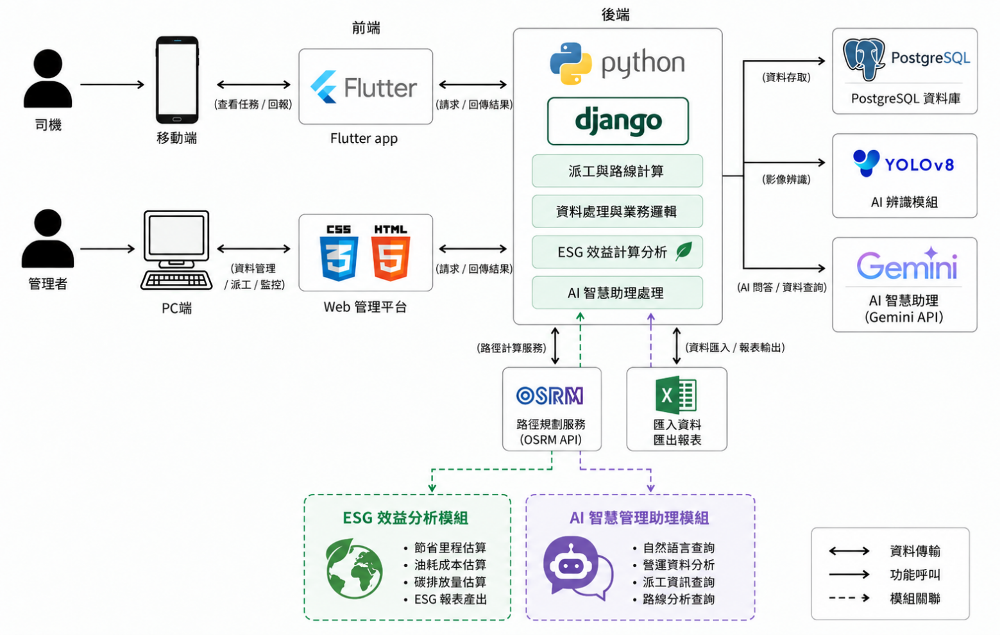 前端
後端
司機
移動端
(查看任務 / 回報)
Flutter
Flutter app
(請求 / 回傳結果)
python
django
派工與路線計算
資料處理與業務邏輯
ESG 效益計算分析
AI 智慧助理處理
(資料存取)
PostgreSQL
PostgreSQL 資料庫
(影像辨識)
YOLOv8
AI 辨識模組
(AI 問答 / 資料查詢)
Gemini
AI 智慧助理
(Gemini API)
管理者
PC端
(資料管理
/ 派工 / 監控)
CSS
3
HTML
5
Web 管理平台
(請求 / 回傳結果)
(路徑計算服務)
(資料匯入 / 報表輸出)
OSRM
路徑規劃服務
(OSRM API)
X
匯入資料
匯出報表
ESG 效益分析模組
• 節省里程估算
• 油耗成本估算
• 碳排放量估算
• ESG 報表產出
AI 智慧管理助理模組
• 自然語言查詢
• 營運資料分析
• 派工資訊查詢
• 路線分析查詢
資料傳輸
功能呼叫
模組關聯